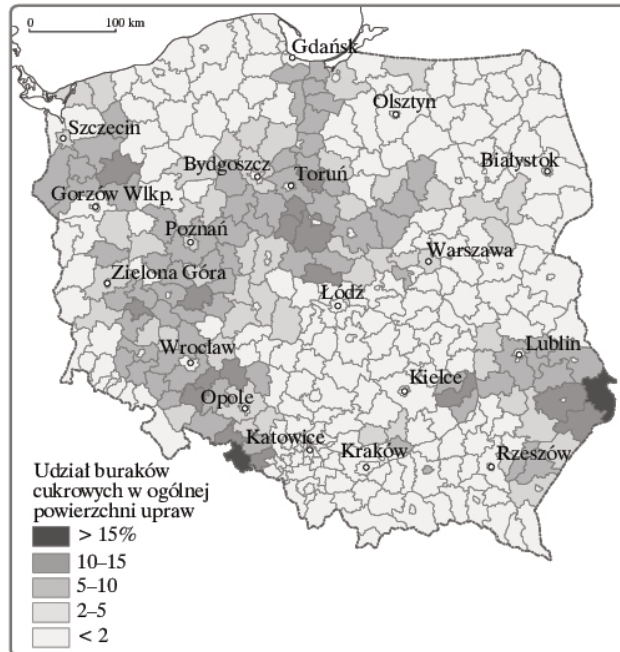 0 100 km
Gdańsk
Olsztyn
Szczecin
Bydgoszcz
Toruń
Białystok
Gorzów Wlkp.
Poznań
Warszawa
Zielona Góra
Łódź
Wrocław
Lublin
Kielce
Opole
Katowice
Kraków
Rzeszów
Udział buraków
cukrowych w ogólnej
powierzchni upraw
> 15%
10–15
5–10
2–5
< 2